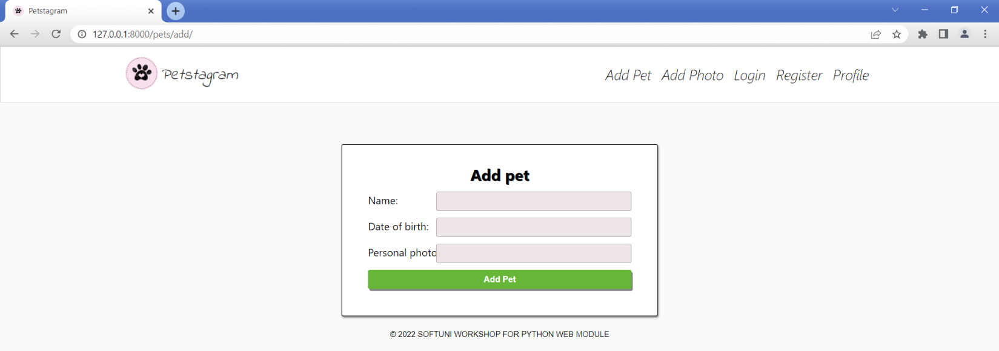 Petstagram
127.0.0.1:8000/pets/add/
Petstagram
Add Pet Add Photo Login Register Profile
Add pet
Name:
Date of birth:
Personal photo
Add Pet
© 2022 SOFTUNI WORKSHOP FOR PYTHON WEB MODULE